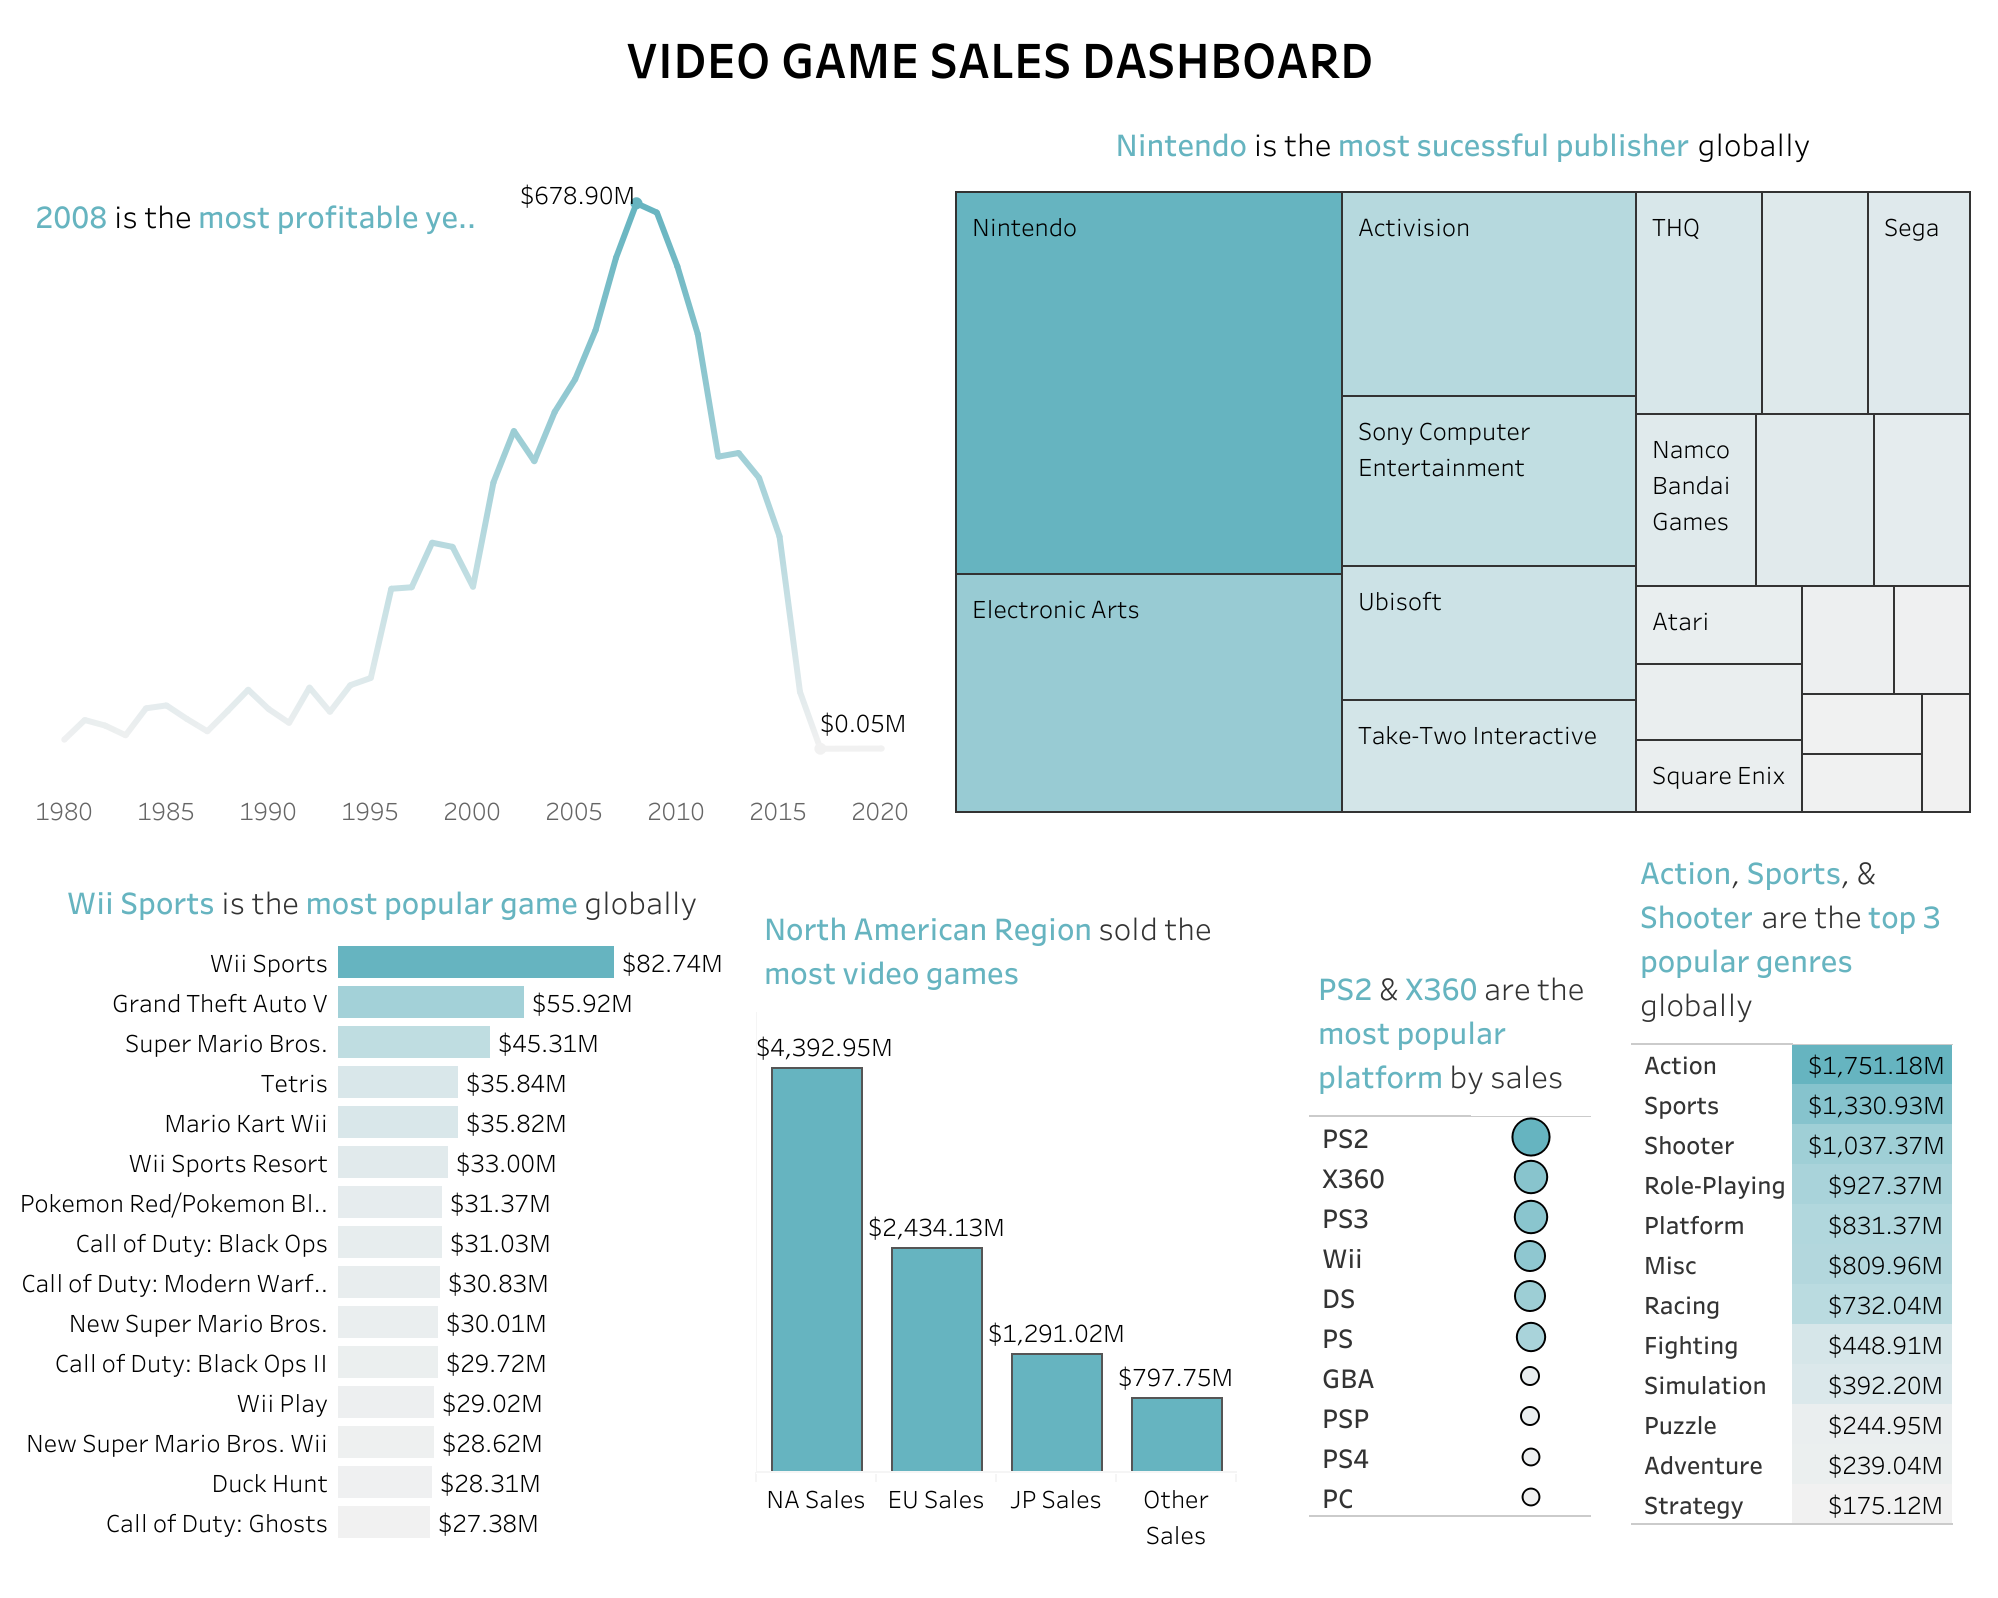 VIDEO GAME SALES DASHBOARD
2008 is the most profitable ye..
$678.90M
$0.05M
1980 1985 1990 1995 2000 2005 2010 2015 2020
Nintendo is the most sucessful publisher globally
Nintendo
Electronic Arts
Activision
Sony Computer
Entertainment
Ubisoft
Take-Two Interactive
THQ
Sega
Namco
Bandai
Games
Atari
Square Enix
Wii Sports is the most popular game globally
Wii Sports $82.74M
Grand Theft Auto V $55.92M
Super Mario Bros. $45.31M
Tetris $35.84M
Mario Kart Wii $35.82M
Wii Sports Resort $33.00M
Pokemon Red/Pokemon Bl.. $31.37M
Call of Duty: Black Ops $31.03M
Call of Duty: Modern Warf.. $30.83M
New Super Mario Bros. $30.01M
Call of Duty: Black Ops II $29.72M
Wii Play $29.02M
New Super Mario Bros. Wii $28.62M
Duck Hunt $28.31M
Call of Duty: Ghosts $27.38M
North American Region sold the
most video games
$4,392.95M
$2,434.13M
$1,291.02M
$797.75M
NA Sales EU Sales JP Sales Other
Sales
PS2 & X360 are the
most popular
platform by sales
PS2
X360
PS3
Wii
DS
PS
GBA
PSP
PS4
PC
Action, Sports, &
Shooter are the top 3
popular genres
globally
Action $1,751.18M
Sports $1,330.93M
Shooter $1,037.37M
Role-Playing $927.37M
Platform $831.37M
Misc $809.96M
Racing $732.04M
Fighting $448.91M
Simulation $392.20M
Puzzle $244.95M
Adventure $239.04M
Strategy $175.12M